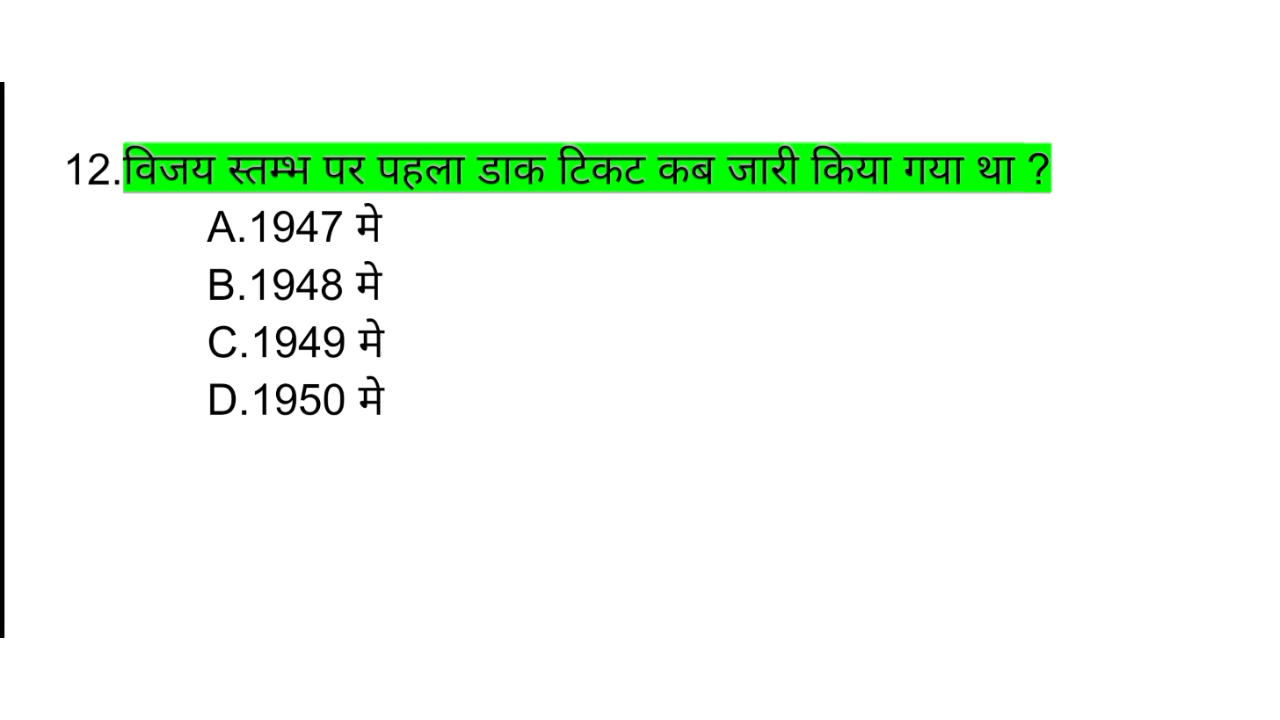 12.विजय स्तम्भ पर पहला डाक टिकट कब जारी किया गया था ?
A.1947 मे
B.1948 मे
C.1949 मे
D.1950 मे